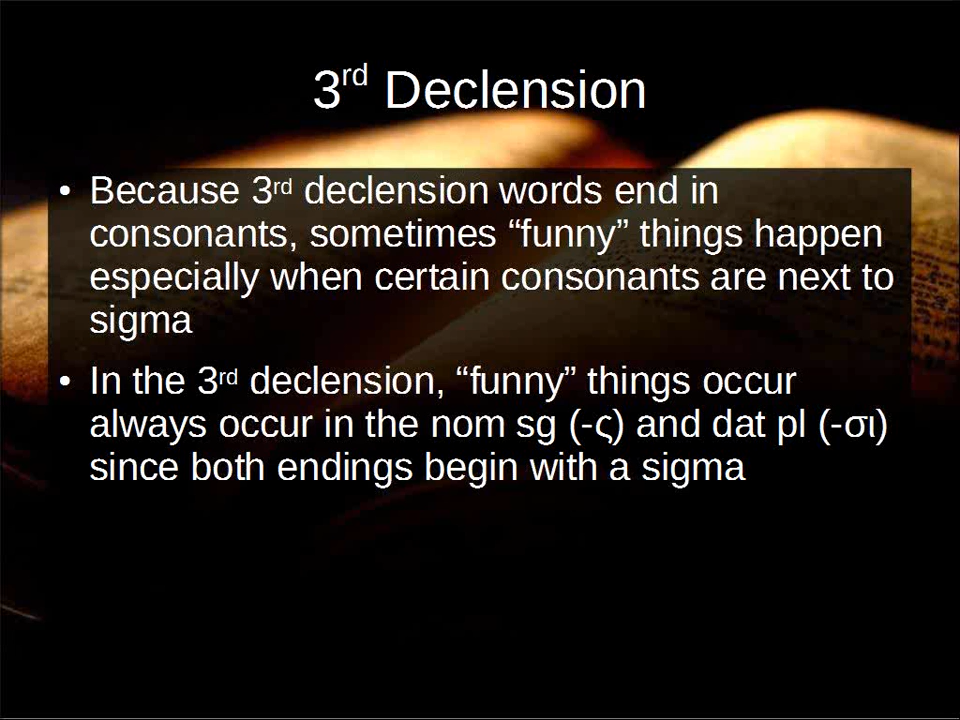 3rd Declension
• Because 3rd declension words end in
consonants, sometimes “funny” things happen
especially when certain consonants are next to
sigma
• In the 3rd declension, “funny” things occur
always occur in the nom sg (-ς) and dat pl (-σι)
since both endings begin with a sigma